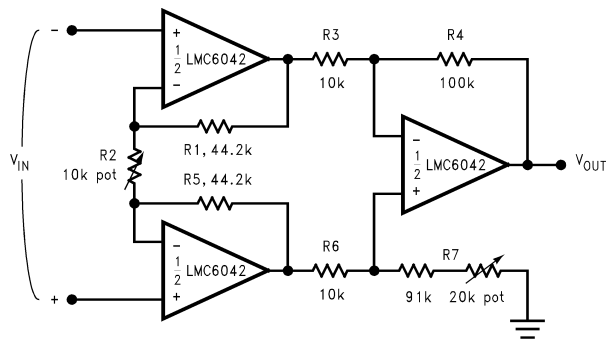 −
+
1/2
LMC6042
−
R3
10k
R4
100k
R1, 44.2k
V_IN
R2
10k pot
R5, 44.2k
−
1/2
LMC6042
+
−
1/2
LMC6042
+
V_OUT
R6
10k
R7
91k
20k pot
+